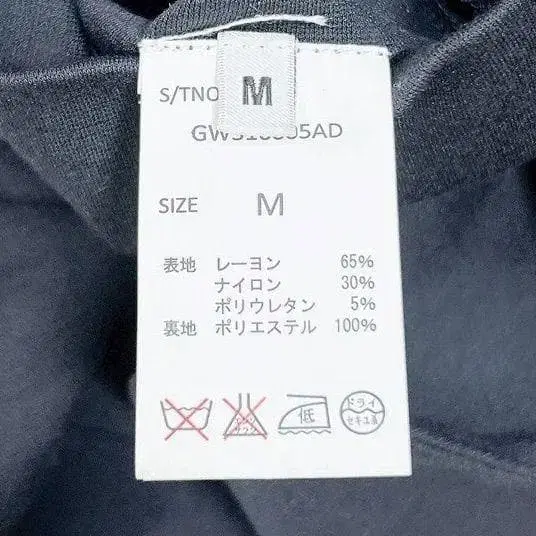 S/TNO
M
SIZE M
表地 レーヨン 65%
ナイロン 30%
ポリウレタン 5%
裏地 ポリエステル 100%
低
ドライ
セキユ系